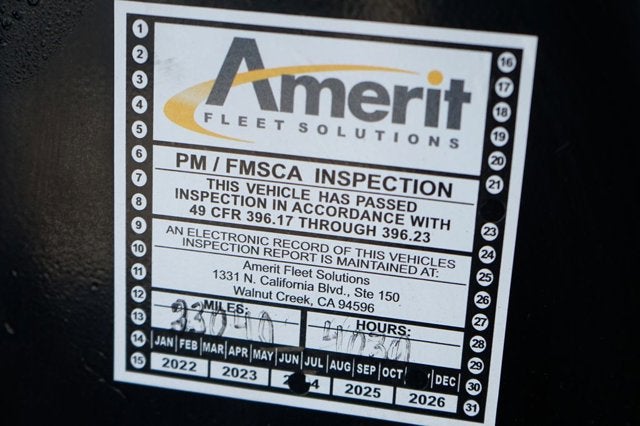 Amerit
FLEET SOLUTIONS
PM / FMSCA INSPECTION
THIS VEHICLE HAS PASSED
INSPECTION IN ACCORDANCE WITH
49 CFR 396.17 THROUGH 396.23
AN ELECTRONIC RECORD OF THIS VEHICLES
INSPECTION REPORT IS MAINTAINED AT:
Amerit Fleet Solutions
1331 N. California Blvd., Ste 150
Walnut Creek, CA 94596
MILES: HOURS:
JAN FEB MAR APR MAY JUN JUL AUG SEP OCT DEC
2022 2023 2025 2026
1
2
3
4
5
6
7
8
9
10
11
12
13
14
15
16
17
18
19
20
21
23
24
25
26
27
28
29
30
31